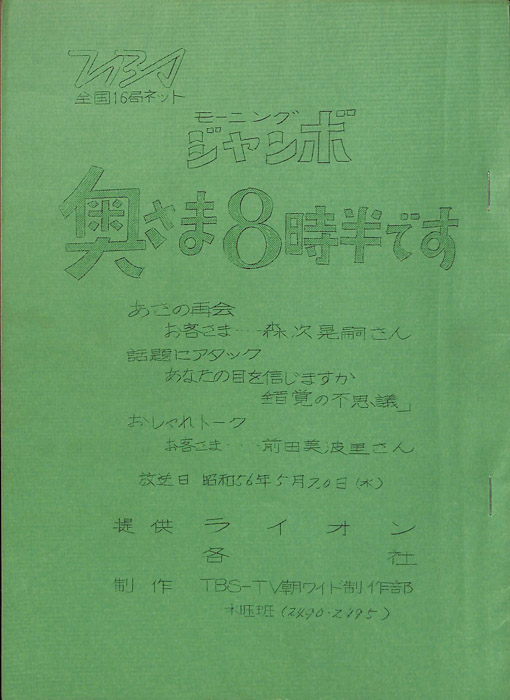 TBS
全国16局ネット
モーニング
ジャンボ
奥さま8時半です
あさの再会
お客さま……森次晃嗣さん
話題にアタック
あなたの目を信じますか
錯覚の不思議」
おしゃれトーク
お客さま……前田美波里さん
放送日 昭和56年5月20日(水)
提供 ライオン
各社
制作 TBS-TV朝ワイド制作部
木曜班(2490・2495)